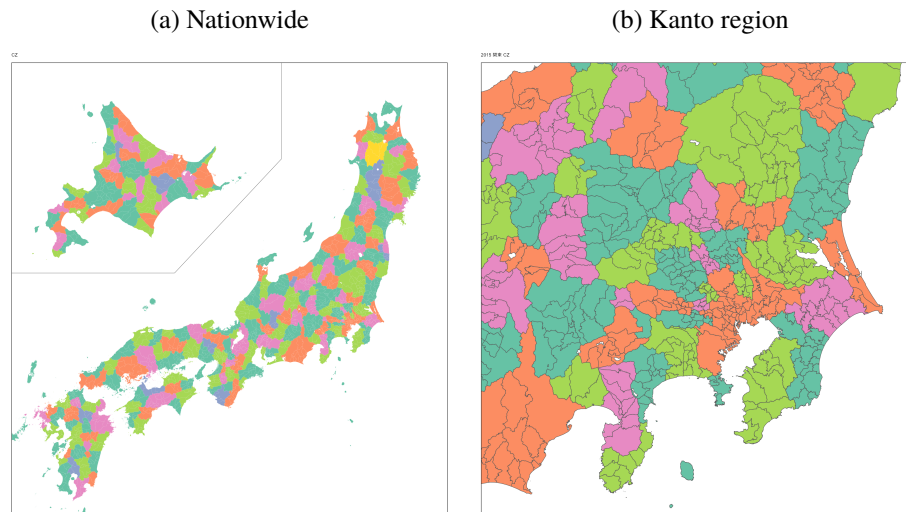 (a) Nationwide
(b) Kanto region
CZ
2015 関東 CZ